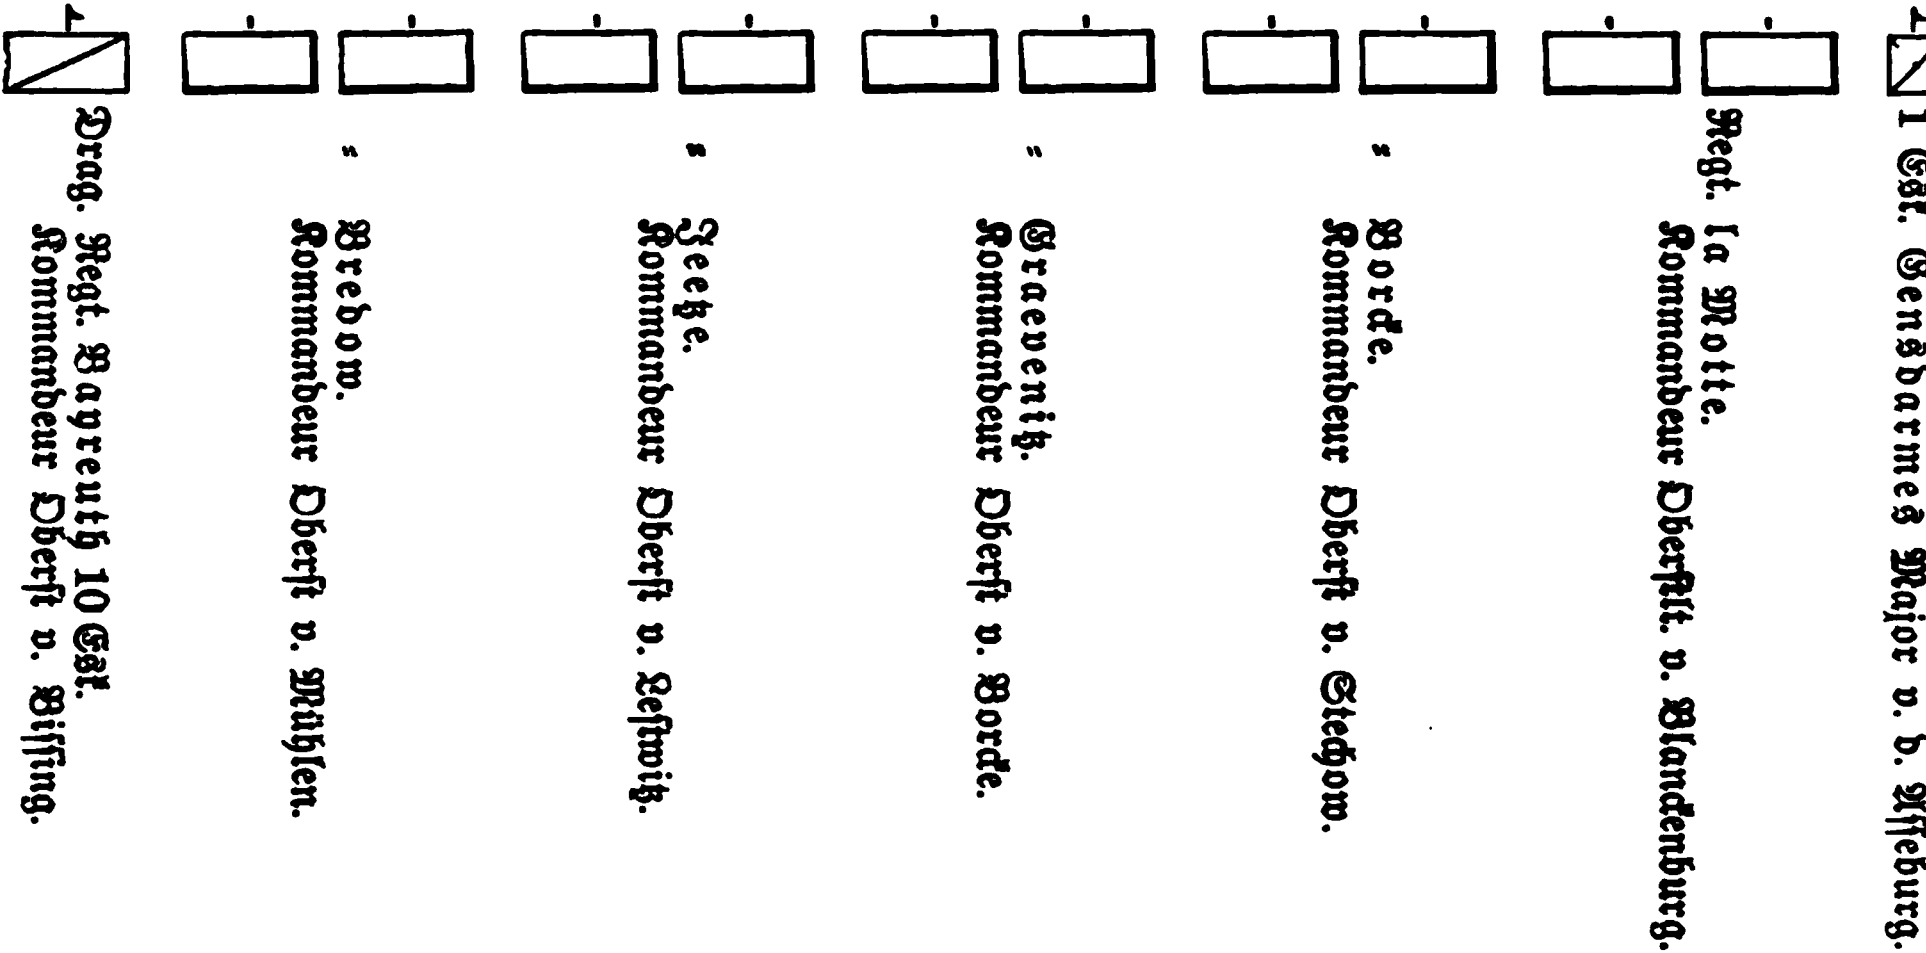 1 Esk. Gensdarmes Major v. d. Asseburg.
Regt. la Motte.
Kommandeur Oberstlt. v. Blanckenburg.
" Borcke.
Kommandeur Oberst v. Stechow.
" Graevenitz.
Kommandeur Oberst v. Borcke.
" Jeetze.
Kommandeur Oberst v. Lestwitz.
" Bredow.
Kommandeur Oberst v. Mühlen.
Drag. Regt. Bayreuth 10 Esk.
Kommandeur Oberst v. Bissing.